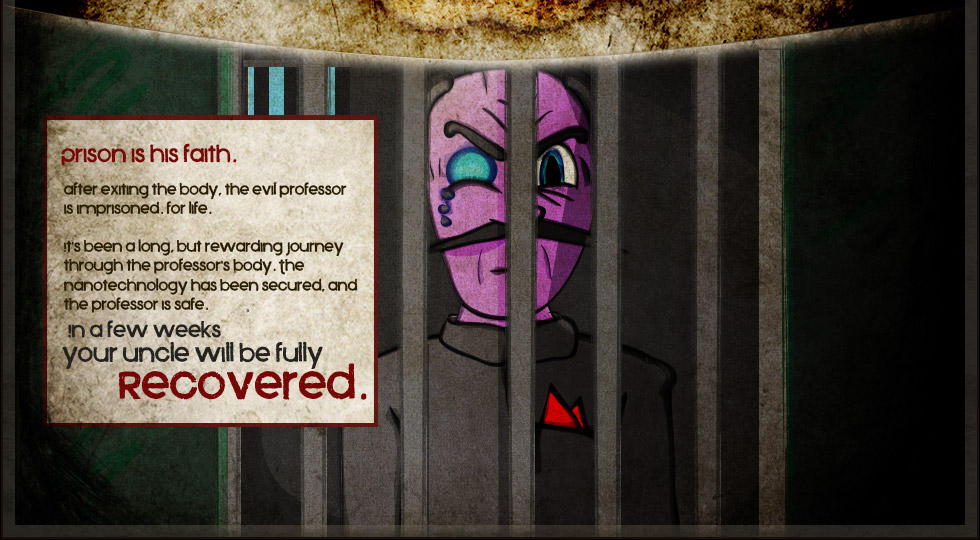 prison is his faith.
after exiting the body, the evil professor
is imprisoned. for life.
it's been a long, but rewarding journey
through the professor's body. the
nanotechnology has been secured, and
the professor is safe.
in a few weeks
your uncle will be fully
Recovered.